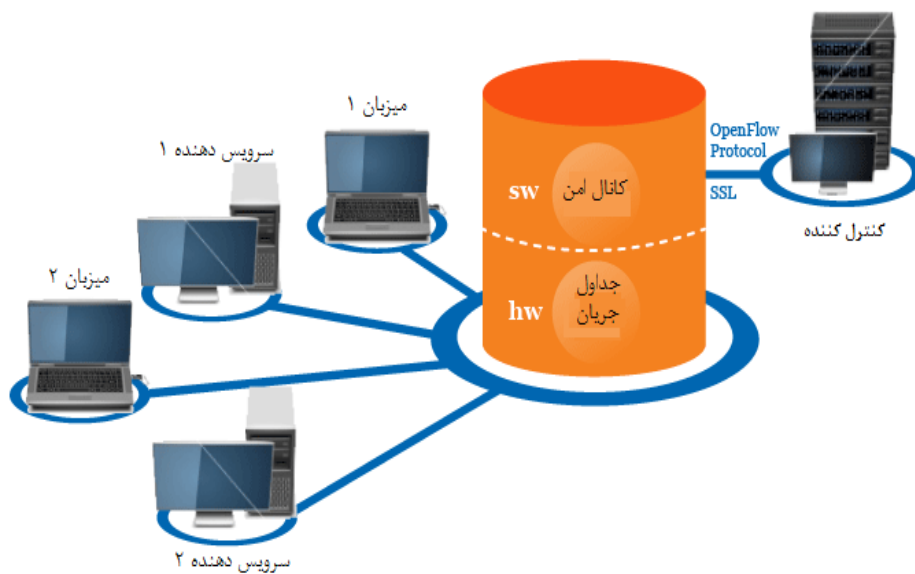 میزبان ۱
سرویس دهنده ۱
میزبان ۲
سرویس دهنده ۲
sw
کانال امن
hw
جداول
جریان
OpenFlow
Protocol
SSL
کنترل کننده